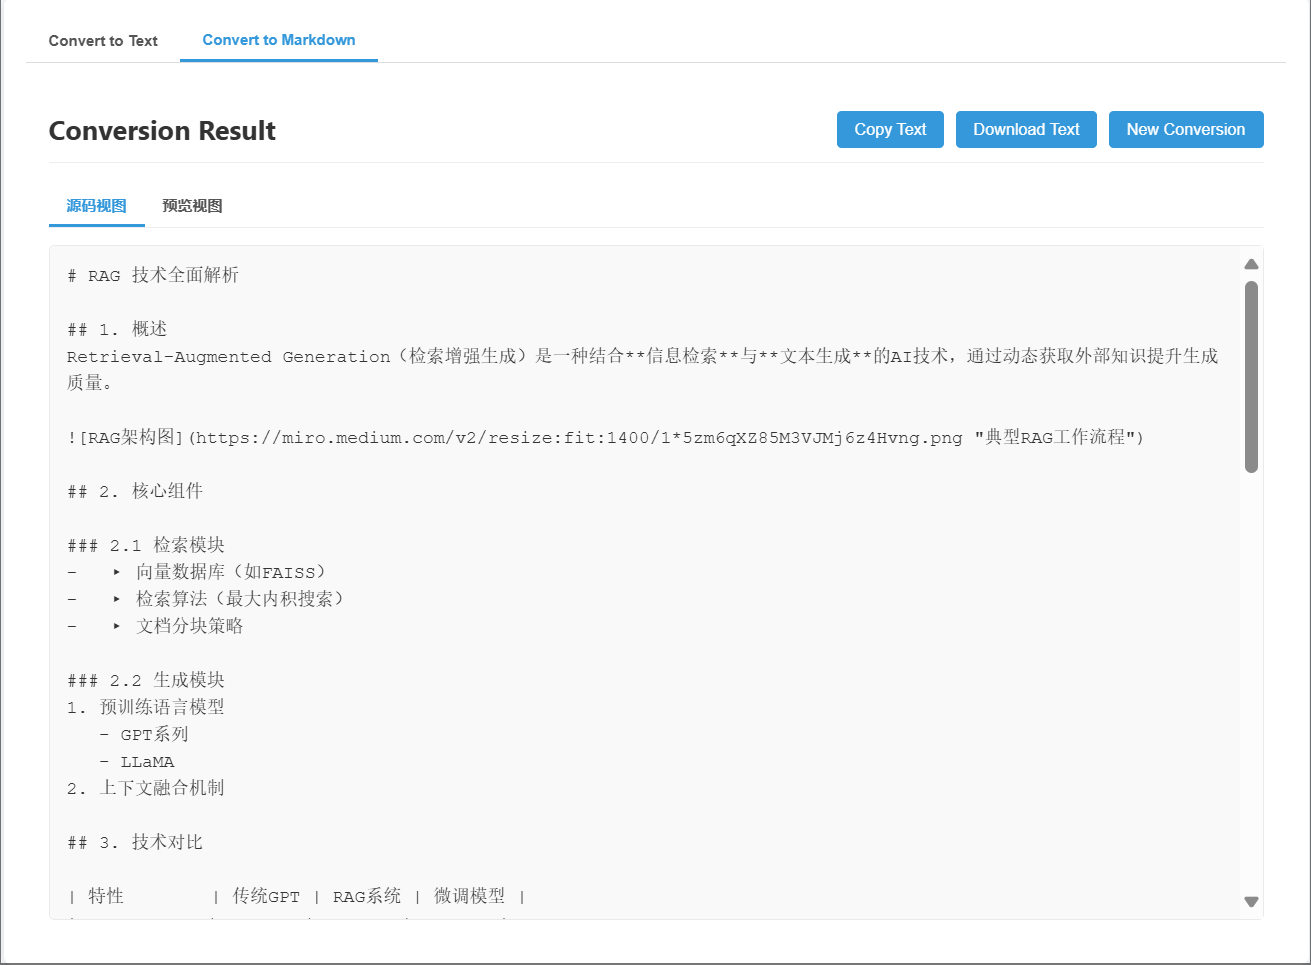 Convert to Text
Convert to Markdown
Conversion Result
Copy Text
Download Text
New Conversion
源码视图
预览视图
# RAG 技术全面解析
## 1. 概述
Retrieval-Augmented Generation（检索增强生成）是一种结合**信息检索**与**文本生成**的AI技术，通过动态获取外部知识提升生成
质量。
![RAG架构图](https://miro.medium.com/v2/resize:fit:1400/1*5zm6qXZ85M3VJMj6z4Hvng.png "典型RAG工作流程")
## 2. 核心组件
### 2.1 检索模块
-   ‣ 向量数据库（如FAISS）
-   ‣ 检索算法（最大内积搜索）
-   ‣ 文档分块策略
### 2.2 生成模块
1. 预训练语言模型
   - GPT系列
   - LLaMA
2. 上下文融合机制
## 3. 技术对比
| 特性        | 传统GPT | RAG系统 | 微调模型 |